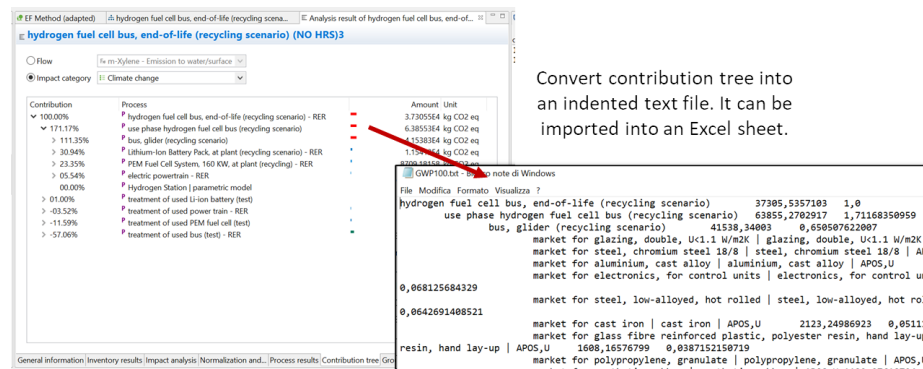 EF Method (adapted)
hydrogen fuel cell bus, end-of-life (recycling scena...
Analysis result of hydrogen fuel cell bus, end-of...
hydrogen fuel cell bus, end-of-life (recycling scenario) (NO HRS)3
Flow
m-Xylene - Emission to water/surface
Impact category
Climate change
Contribution Process Amount Unit
100.00% P hydrogen fuel cell bus, end-of-life (recycling scenario) - RER 3.73055E4 kg CO2 eq
171.17% P use phase hydrogen fuel cell bus (recycling scenario) 6.38553E4 kg CO2 eq
111.35% P bus, glider (recycling scenario) 4.15383E4 kg CO2 eq
30.94% P Lithium-Ion Battery Pack, at plant (recycling scenario) - RER kg CO2 eq
23.35% P PEM Fuel Cell System, 160 KW, at plant (recycling) - RER 8709.18158 kg CO2 eq
05.54% P electric powertrain - RER
00.00% P Hydrogen Station | parametric model
01.00% P treatment of used Li-ion battery (test)
-03.52% P treatment of used power train - RER
-11.59% P treatment of used PEM fuel cell (test)
-57.06% P treatment of used bus (test) - RER
General information Inventory results Impact analysis Normalization and... Process results Contribution tree Gro
Convert contribution tree into
an indented text file. It can be
imported into an Excel sheet.
GWP100.txt - note di Windows
File Modifica Formato Visualizza ?
hydrogen fuel cell bus, end-of-life (recycling scenario) 37305,5357103 1,0
use phase hydrogen fuel cell bus (recycling scenario) 63855,2702917 1,71168350959
bus, glider (recycling scenario) 41538,34003 0,650507622007
market for glazing, double, U<1.1 W/m2K | glazing, double, U<1.1 W/m2K
market for steel, chromium steel 18/8 | steel, chromium steel 18/8 |
market for aluminium, cast alloy | aluminium, cast alloy | APOS,U
market for electronics, for control units | electronics, for control
0,068125684329
market for steel, low-alloyed, hot rolled | steel, low-alloyed, hot
0,0642691408521
market for cast iron | cast iron | APOS,U 2123,24986923
market for glass fibre reinforced plastic, polyester resin, hand
resin, hand lay-up | APOS,U 1608,16576799 0,0387152150719
market for polypropylene, granulate | polypropylene, granulate | APOS,U